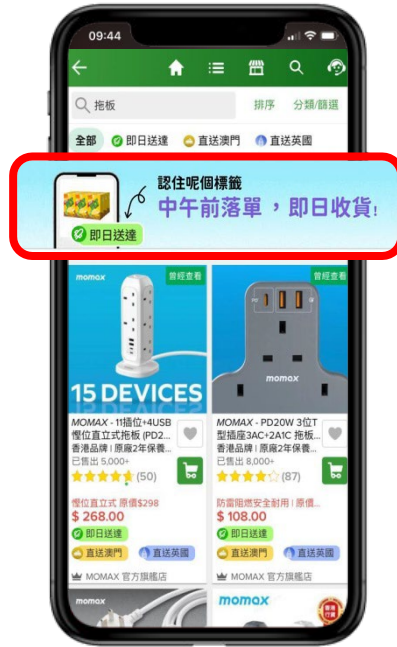 09:44
拖板
排序 分類/篩選
全部 即日送達 直送澳門 直送英國
認住呢個標籤
中午前落單，即日收貨!
即日送達
momax
曾經查看
15 DEVICES
MOMAX - 11插位+4USB
慳位直立式拖板 (PD2...
香港品牌 | 原廠2年保養...
已售出 5,000+
(50)
慳位直立式 原價$298
$ 268.00
即日送達
直送澳門 直送英國
MOMAX 官方旗艦店
曾經查看
momax
MOMAX - PD20W 3位T
型插座3AC+2A1C 拖板...
香港品牌 | 原廠2年保養...
已售出 8,000+
(87)
防雷阻燃安全耐用 | 原價...
$ 108.00
即日送達
直送澳門 直送英國
MOMAX 官方旗艦店
momax
momax
香港
行貨